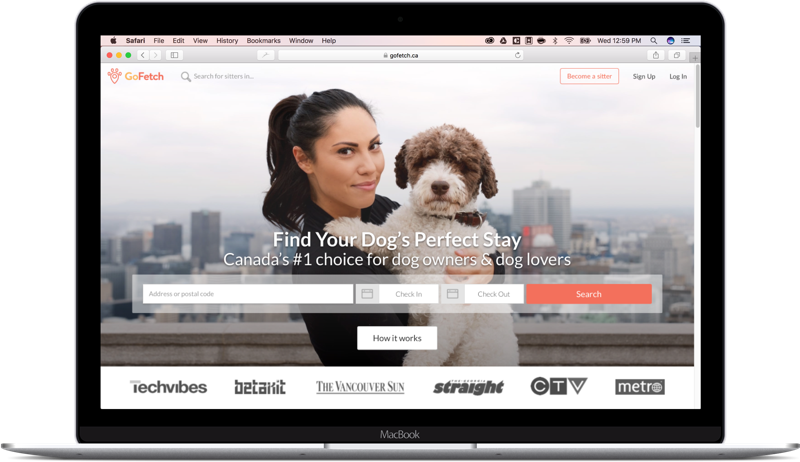 Safari File Edit View History Bookmarks Window Help Wed 12:59 PM
gofetch.ca
GoFetch Search for sitters in... Become a sitter Sign Up Log In
Find Your Dog's Perfect Stay
Canada's #1 choice for dog owners & dog lovers
Address or postal code Check In Check Out Search
How it works
Techvibes betakit THE VANCOUVER SUN THE GEORGIA straight CTV metro
MacBook